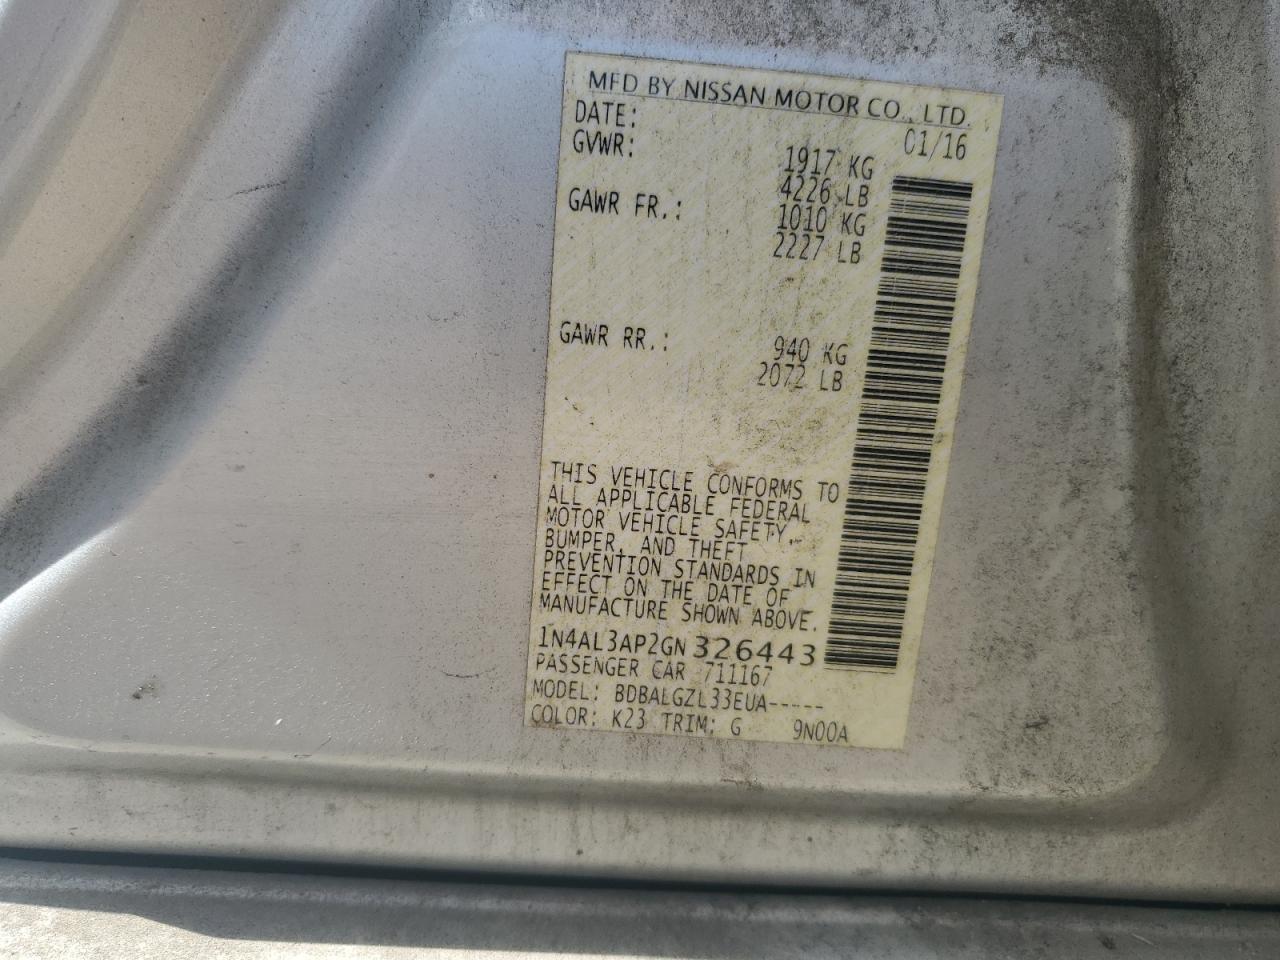 MFD BY NISSAN MOTOR CO., LTD.
DATE: 01/16
GVWR: 1917 KG
4226 LB
GAWR FR.: 1010 KG
2227 LB
GAWR RR.: 940 KG
2072 LB
THIS VEHICLE CONFORMS TO
ALL APPLICABLE FEDERAL
MOTOR VEHICLE SAFETY,
BUMPER, AND THEFT
PREVENTION STANDARDS IN
EFFECT ON THE DATE OF
MANUFACTURE SHOWN ABOVE.
1N4AL3AP2GN326443
PASSENGER CAR 711167
MODEL: BDBALGZL33EUA-----
COLOR: K23 TRIM: G 9N00A